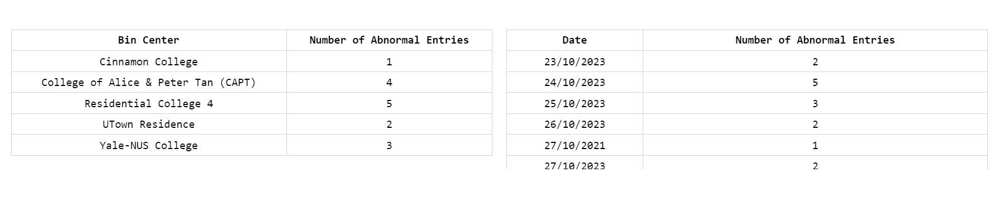 Bin Center Number of Abnormal Entries
Cinnamon College 1
College of Alice & Peter Tan (CAPT) 4
Residential College 4 5
UTown Residence 2
Yale-NUS College 3
Date Number of Abnormal Entries
23/10/2023 2
24/10/2023 5
25/10/2023 3
26/10/2023 2
27/10/2021 1
27/10/2023 2